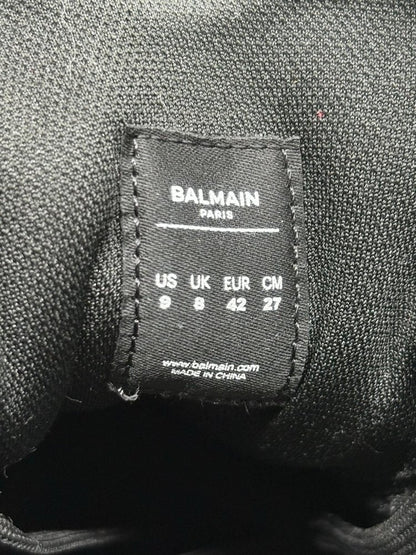 BALMAIN
PARIS
US UK EUR CM
9 8 42 27
www.balmain.com
MADE IN CHINA